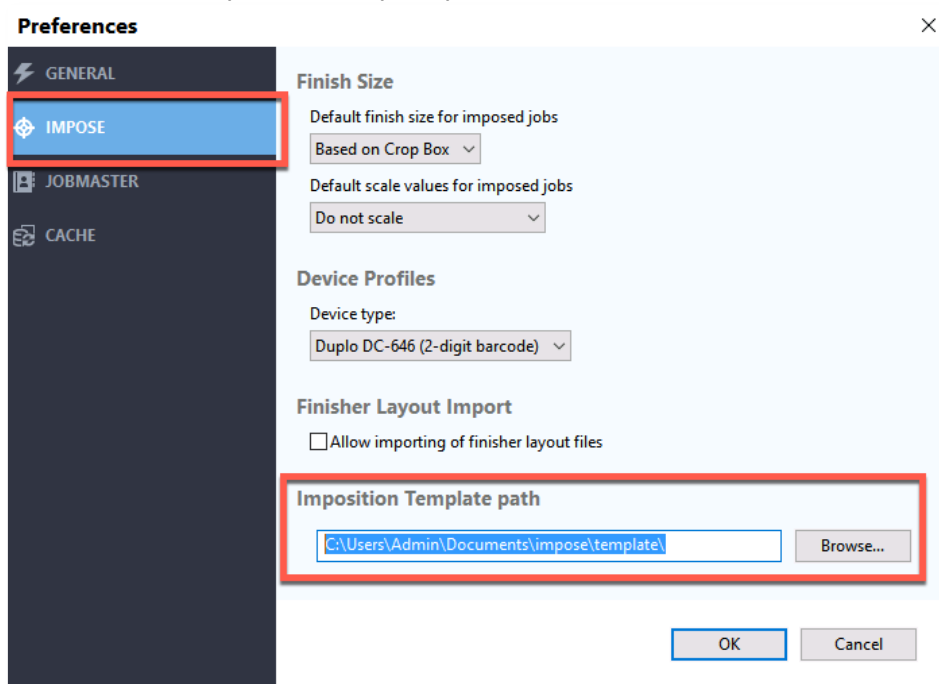 Preferences
GENERAL
IMPOSE
JOBMASTER
CACHE
Finish Size
Default finish size for imposed jobs
Based on Crop Box
Default scale values for imposed jobs
Do not scale
Device Profiles
Device type:
Duplo DC-646 (2-digit barcode)
Finisher Layout Import
Allow importing of finisher layout files
Imposition Template path
C:\Users\Admin\Documents\impose\template\
Browse...
OK
Cancel